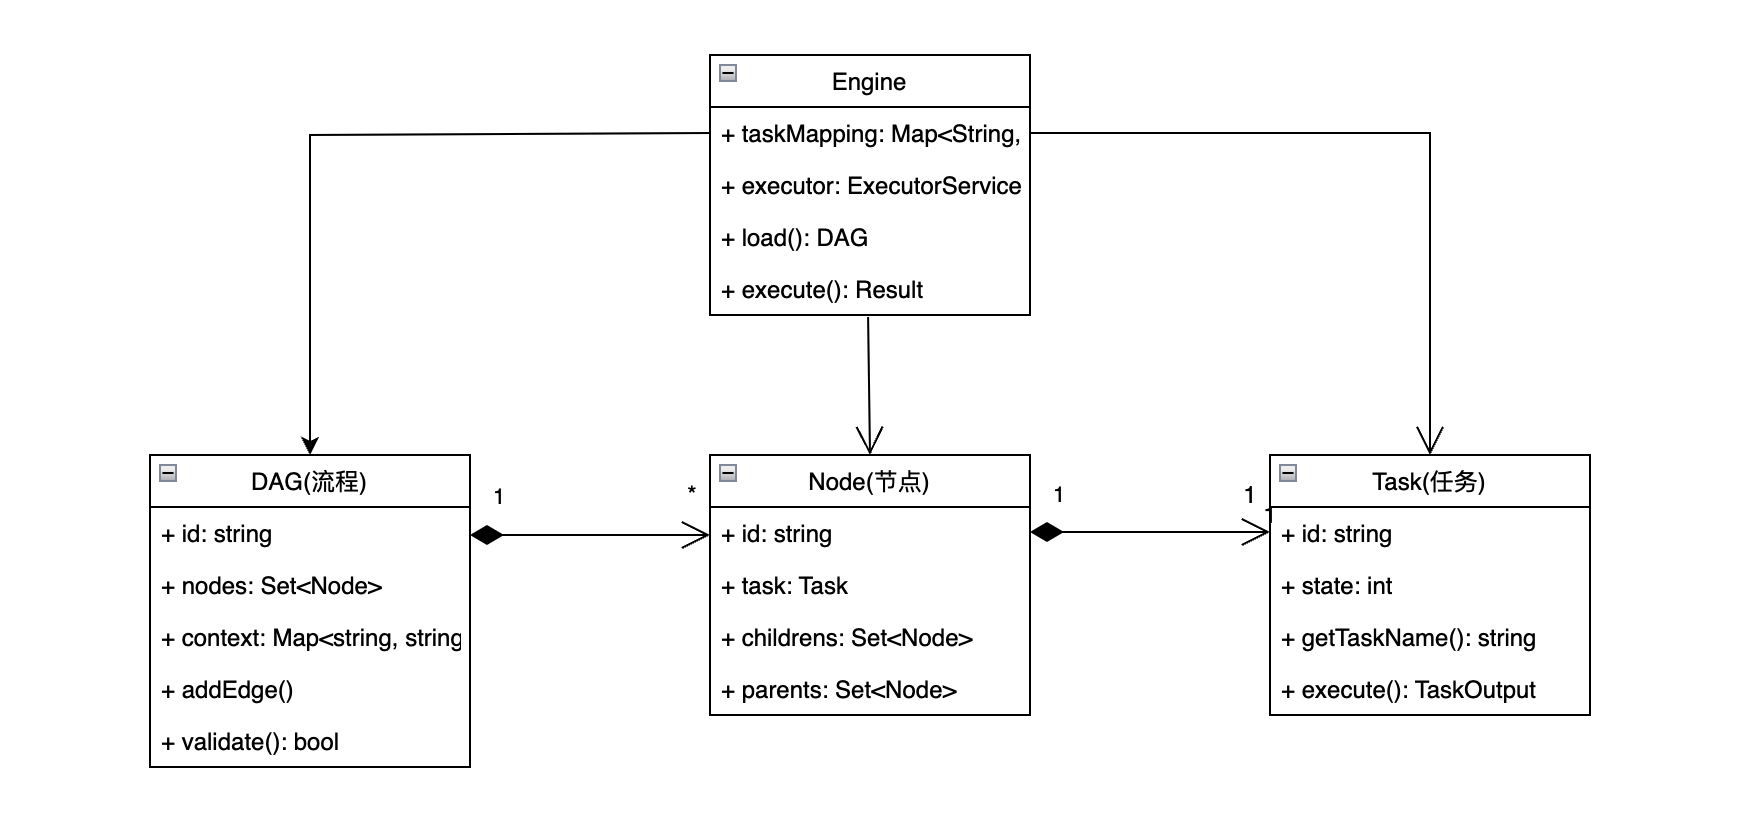 Engine
+ taskMapping: Map<String,
+ executor: ExecutorService
+ load(): DAG
+ execute(): Result
DAG(流程)
+ id: string
+ nodes: Set<Node>
+ context: Map<string, string
+ addEdge()
+ validate(): bool
1
*
Node(节点)
+ id: string
+ task: Task
+ childrens: Set<Node>
+ parents: Set<Node>
1
1
Task(任务)
+ id: string
+ state: int
+ getTaskName(): string
+ execute(): TaskOutput